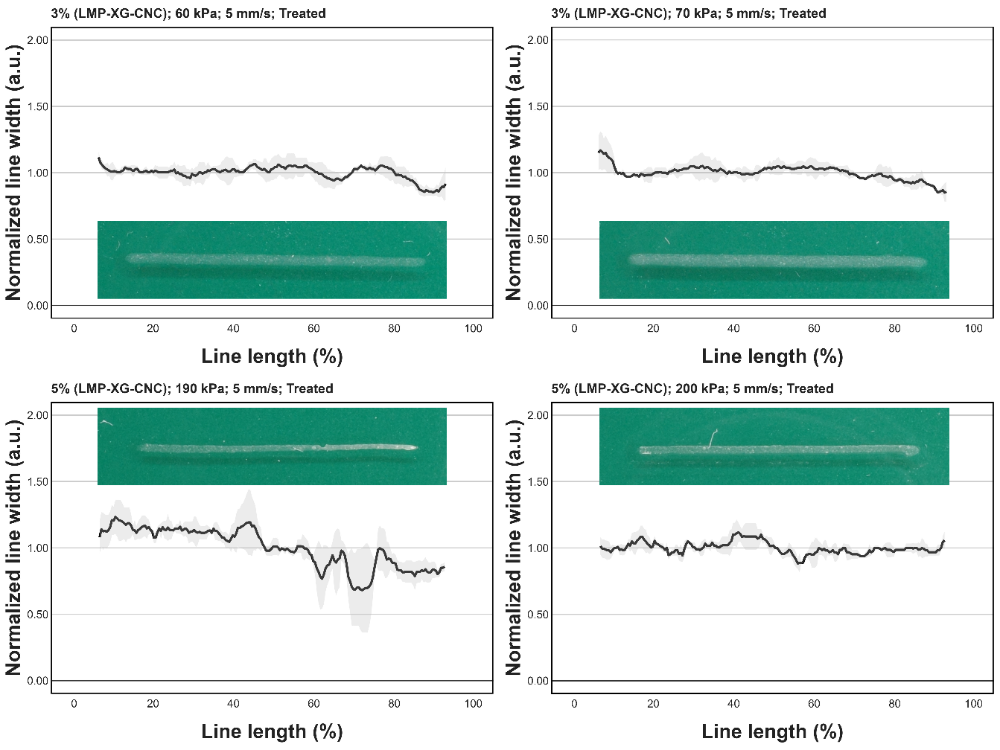 3% (LMP-XG-CNC); 60 kPa; 5 mm/s; Treated
Normalized line width (a.u.)
2.00
1.50
1.00
0.50
0.00
0 20 40 60 80 100
Line length (%)
3% (LMP-XG-CNC); 70 kPa; 5 mm/s; Treated
Normalized line width (a.u.)
2.00
1.50
1.00
0.50
0.00
0 20 40 60 80 100
Line length (%)
5% (LMP-XG-CNC); 190 kPa; 5 mm/s; Treated
Normalized line width (a.u.)
2.00
1.50
1.00
0.50
0.00
0 20 40 60 80 100
Line length (%)
5% (LMP-XG-CNC); 200 kPa; 5 mm/s; Treated
Normalized line width (a.u.)
2.00
1.50
1.00
0.50
0.00
0 20 40 60 80 100
Line length (%)